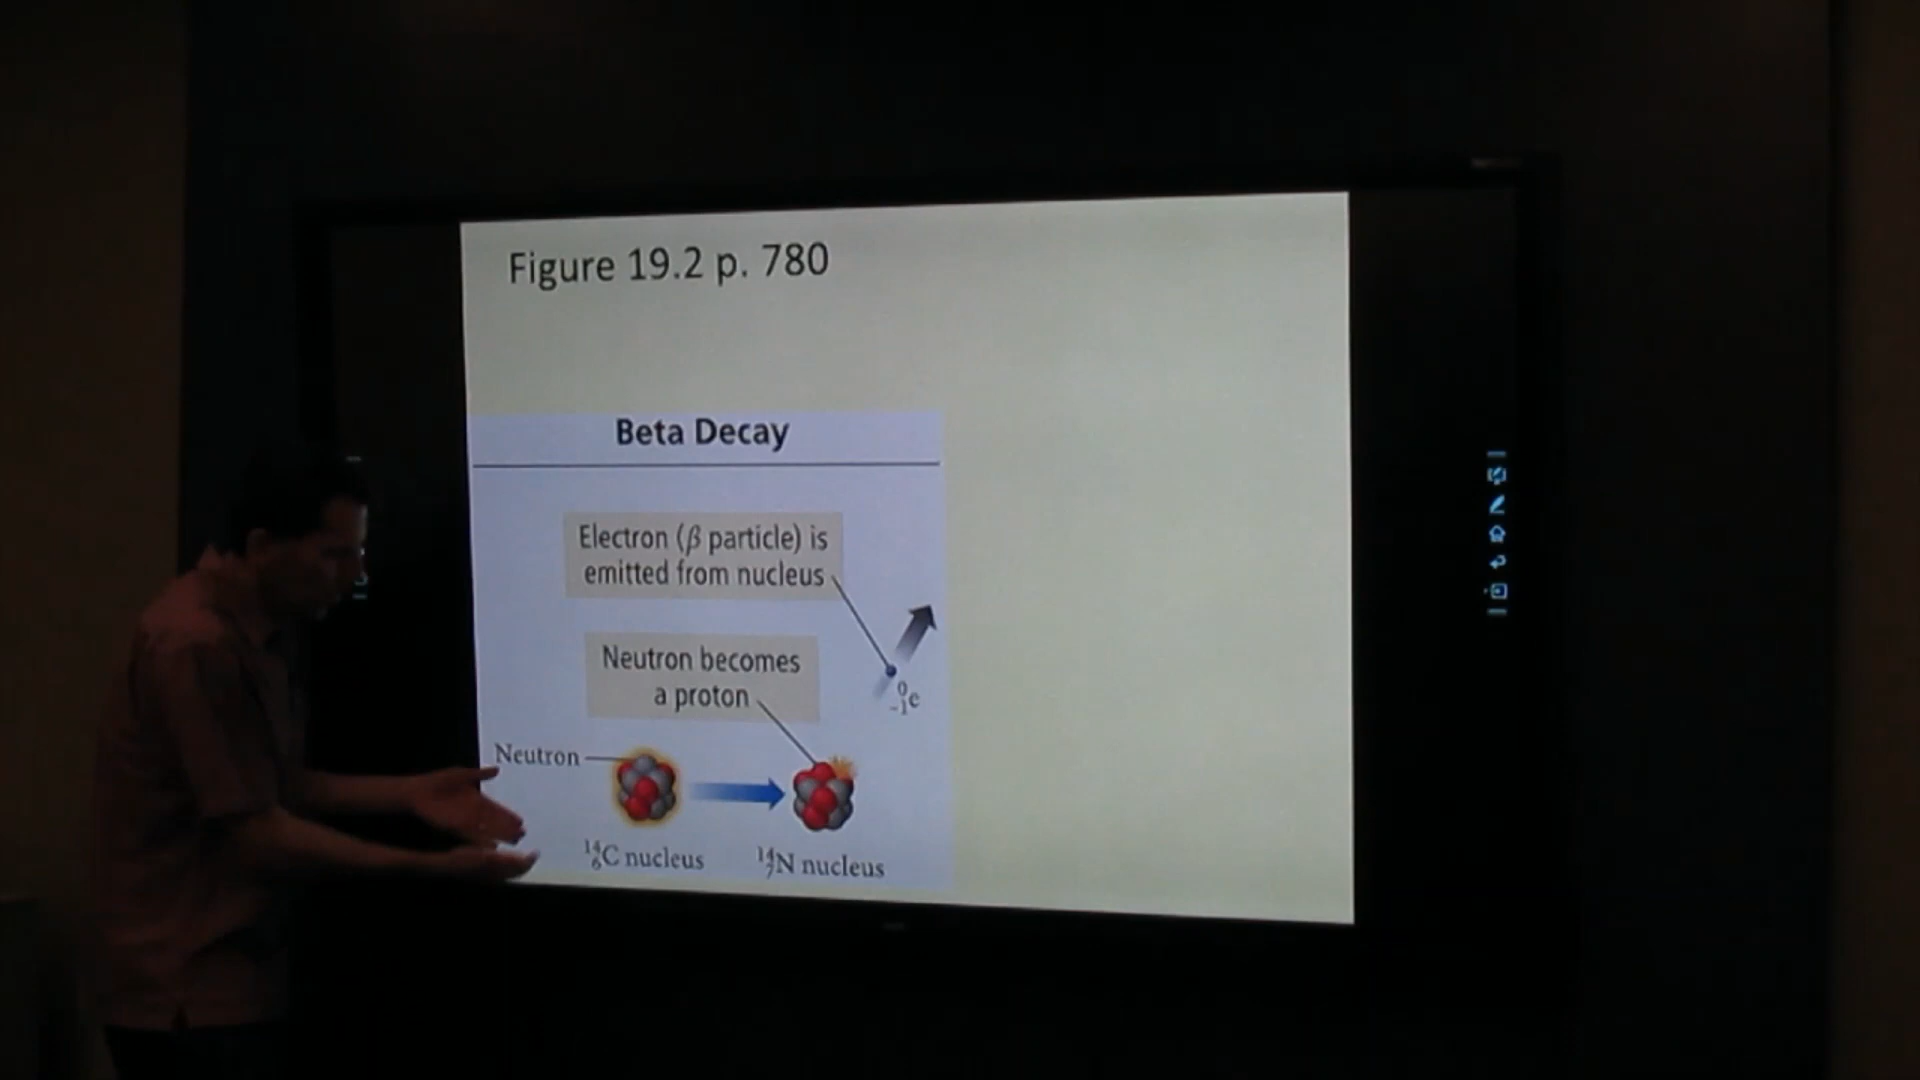 Figure 19.2 p. 780
Beta Decay
Electron (β particle) is
emitted from nucleus
Neutron becomes
a proton
0
-1e
Neutron
14
6C nucleus
14
7N nucleus